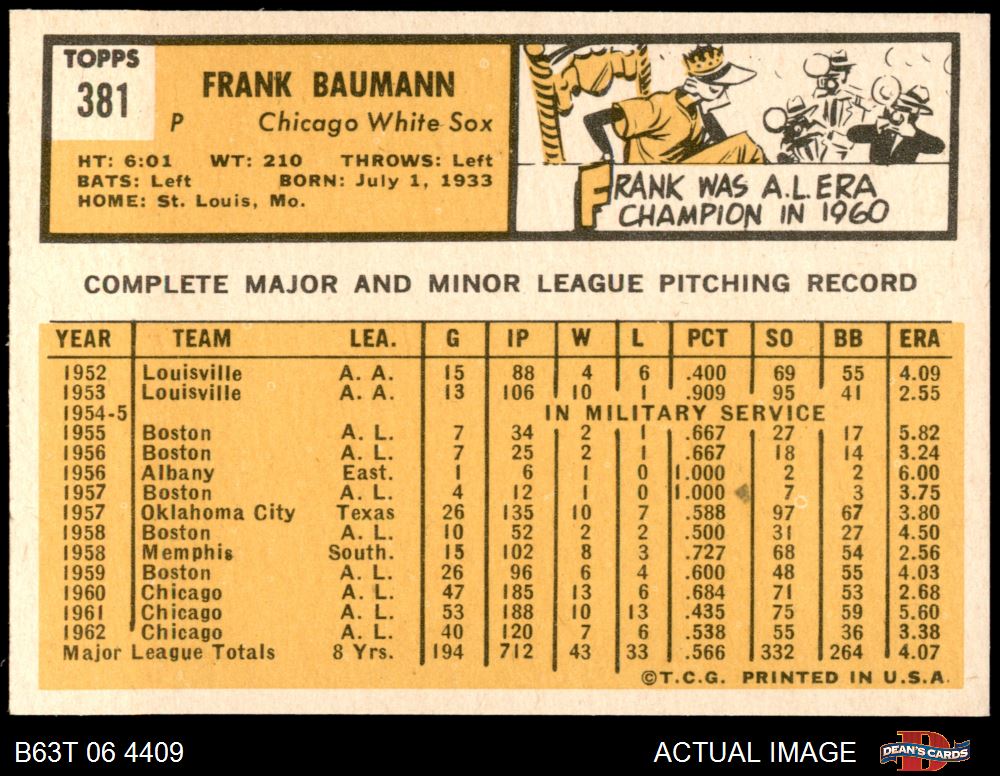 TOPPS
381
FRANK BAUMANN
P Chicago White Sox
HT: 6:01 WT: 210 THROWS: Left
BATS: Left BORN: July 1, 1933
HOME: St. Louis, Mo.
FRANK WAS A.L. ERA
CHAMPION IN 1960
COMPLETE MAJOR AND MINOR LEAGUE PITCHING RECORD
YEAR TEAM LEA. G IP W L PCT SO BB ERA
1952 Louisville A. A. 15 88 4 6 .400 69 55 4.09
1953 Louisville A. A. 13 106 10 1 .909 95 41 2.55
1954-5 IN MILITARY SERVICE
1955 Boston A. L. 7 34 2 1 .667 27 17 5.82
1956 Boston A. L. 7 25 2 1 .667 18 14 3.24
1956 Albany East. 1 6 1 0 1.000 2 2 6.00
1957 Boston A. L. 4 12 1 0 1.000 7 3 3.75
1957 Oklahoma City Texas 26 135 10 7 .588 97 67 3.80
1958 Boston A. L. 10 52 2 2 .500 31 27 4.50
1958 Memphis South. 15 102 8 3 .727 68 54 2.56
1959 Boston A. L. 26 96 6 4 .600 48 55 4.03
1960 Chicago A. L. 47 185 13 6 .684 71 53 2.68
1961 Chicago A. L. 53 188 10 13 .435 75 59 5.60
1962 Chicago A. L. 40 120 7 6 .538 55 36 3.38
Major League Totals 8 Yrs. 194 712 43 33 .566 332 264 4.07
©T.C.G. PRINTED IN U.S.A.
B63T 06 4409 ACTUAL IMAGE DEAN'S CARDS